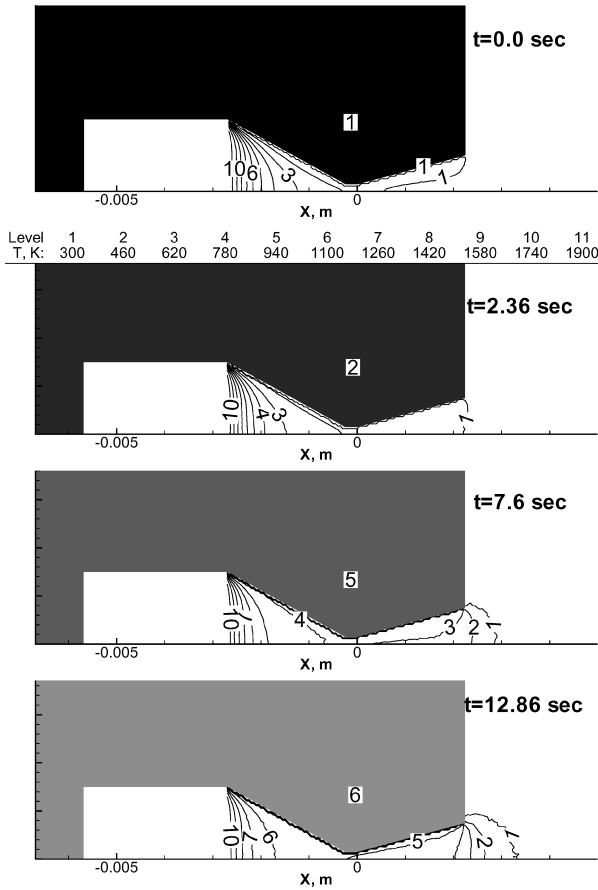 t=0.0 sec
1
1
10 6 3 1
-0.005 0
X, m
Level 1 2 3 4 5 6 7 8 9 10 11
T, K: 300 460 620 780 940 1100 1260 1420 1580 1740 1900
t=2.36 sec
2
10 4 3 1
-0.005 0
X, m
t=7.6 sec
5
10 7 4 3 2 1
-0.005 0
X, m
t=12.86 sec
6
10 7 6 5 2 1
-0.005 0
X, m